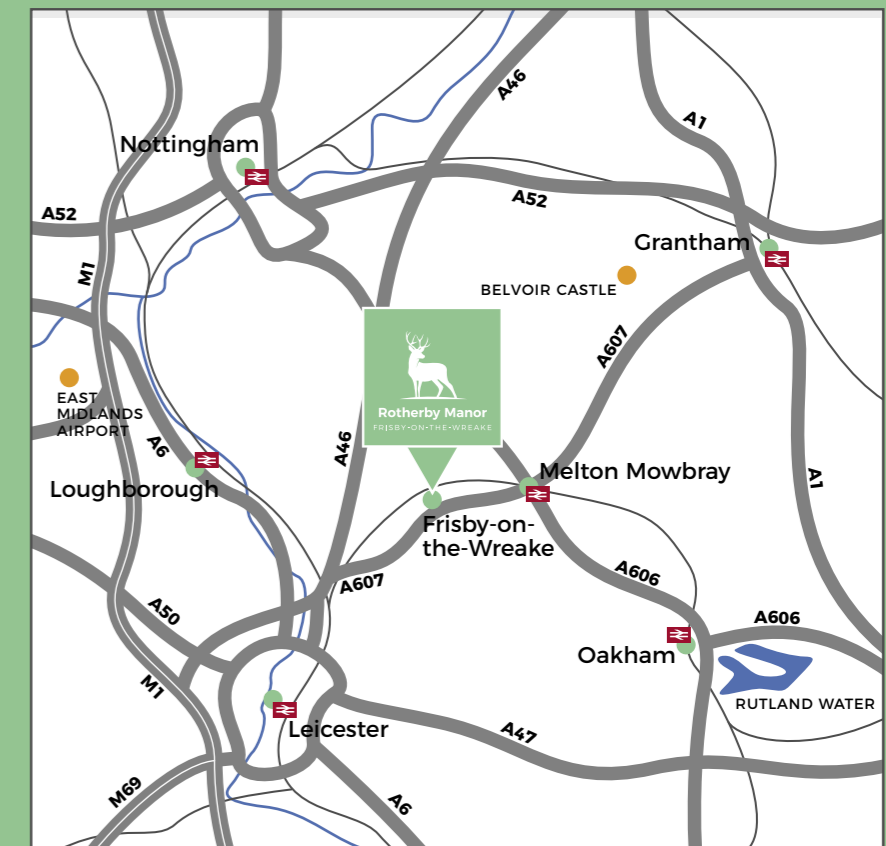 A46
A1
Nottingham
A52
A52
Grantham
M1
BELVOIR CASTLE
A607
Rotherby Manor
FRISBY-ON-THE-WREAKE
EAST
MIDLANDS
AIRPORT
A6
A46
Loughborough
Melton Mowbray
A1
Frisby-on-
the-Wreake
A607
A606
A50
A606
Oakham
M1
RUTLAND WATER
Leicester
A47
M69
A6